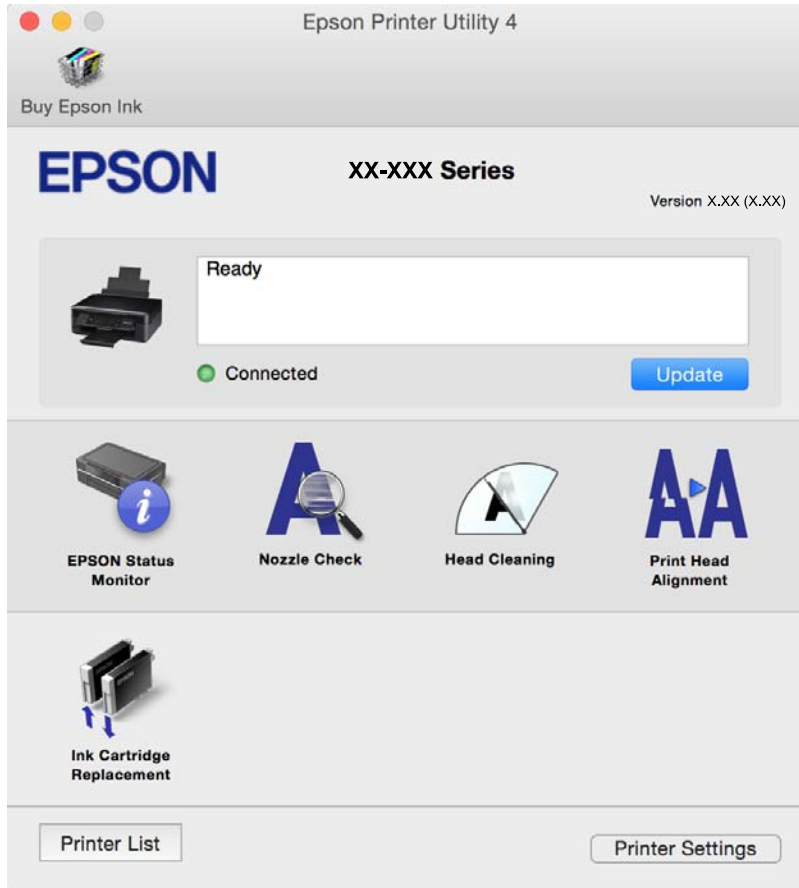 Epson Printer Utility 4
Buy Epson Ink
EPSON
XX-XXX Series
Version X.XX (X.XX)
Ready
Connected
Update
EPSON Status
Monitor
Nozzle Check
Head Cleaning
Print Head
Alignment
Ink Cartridge
Replacement
Printer List
Printer Settings